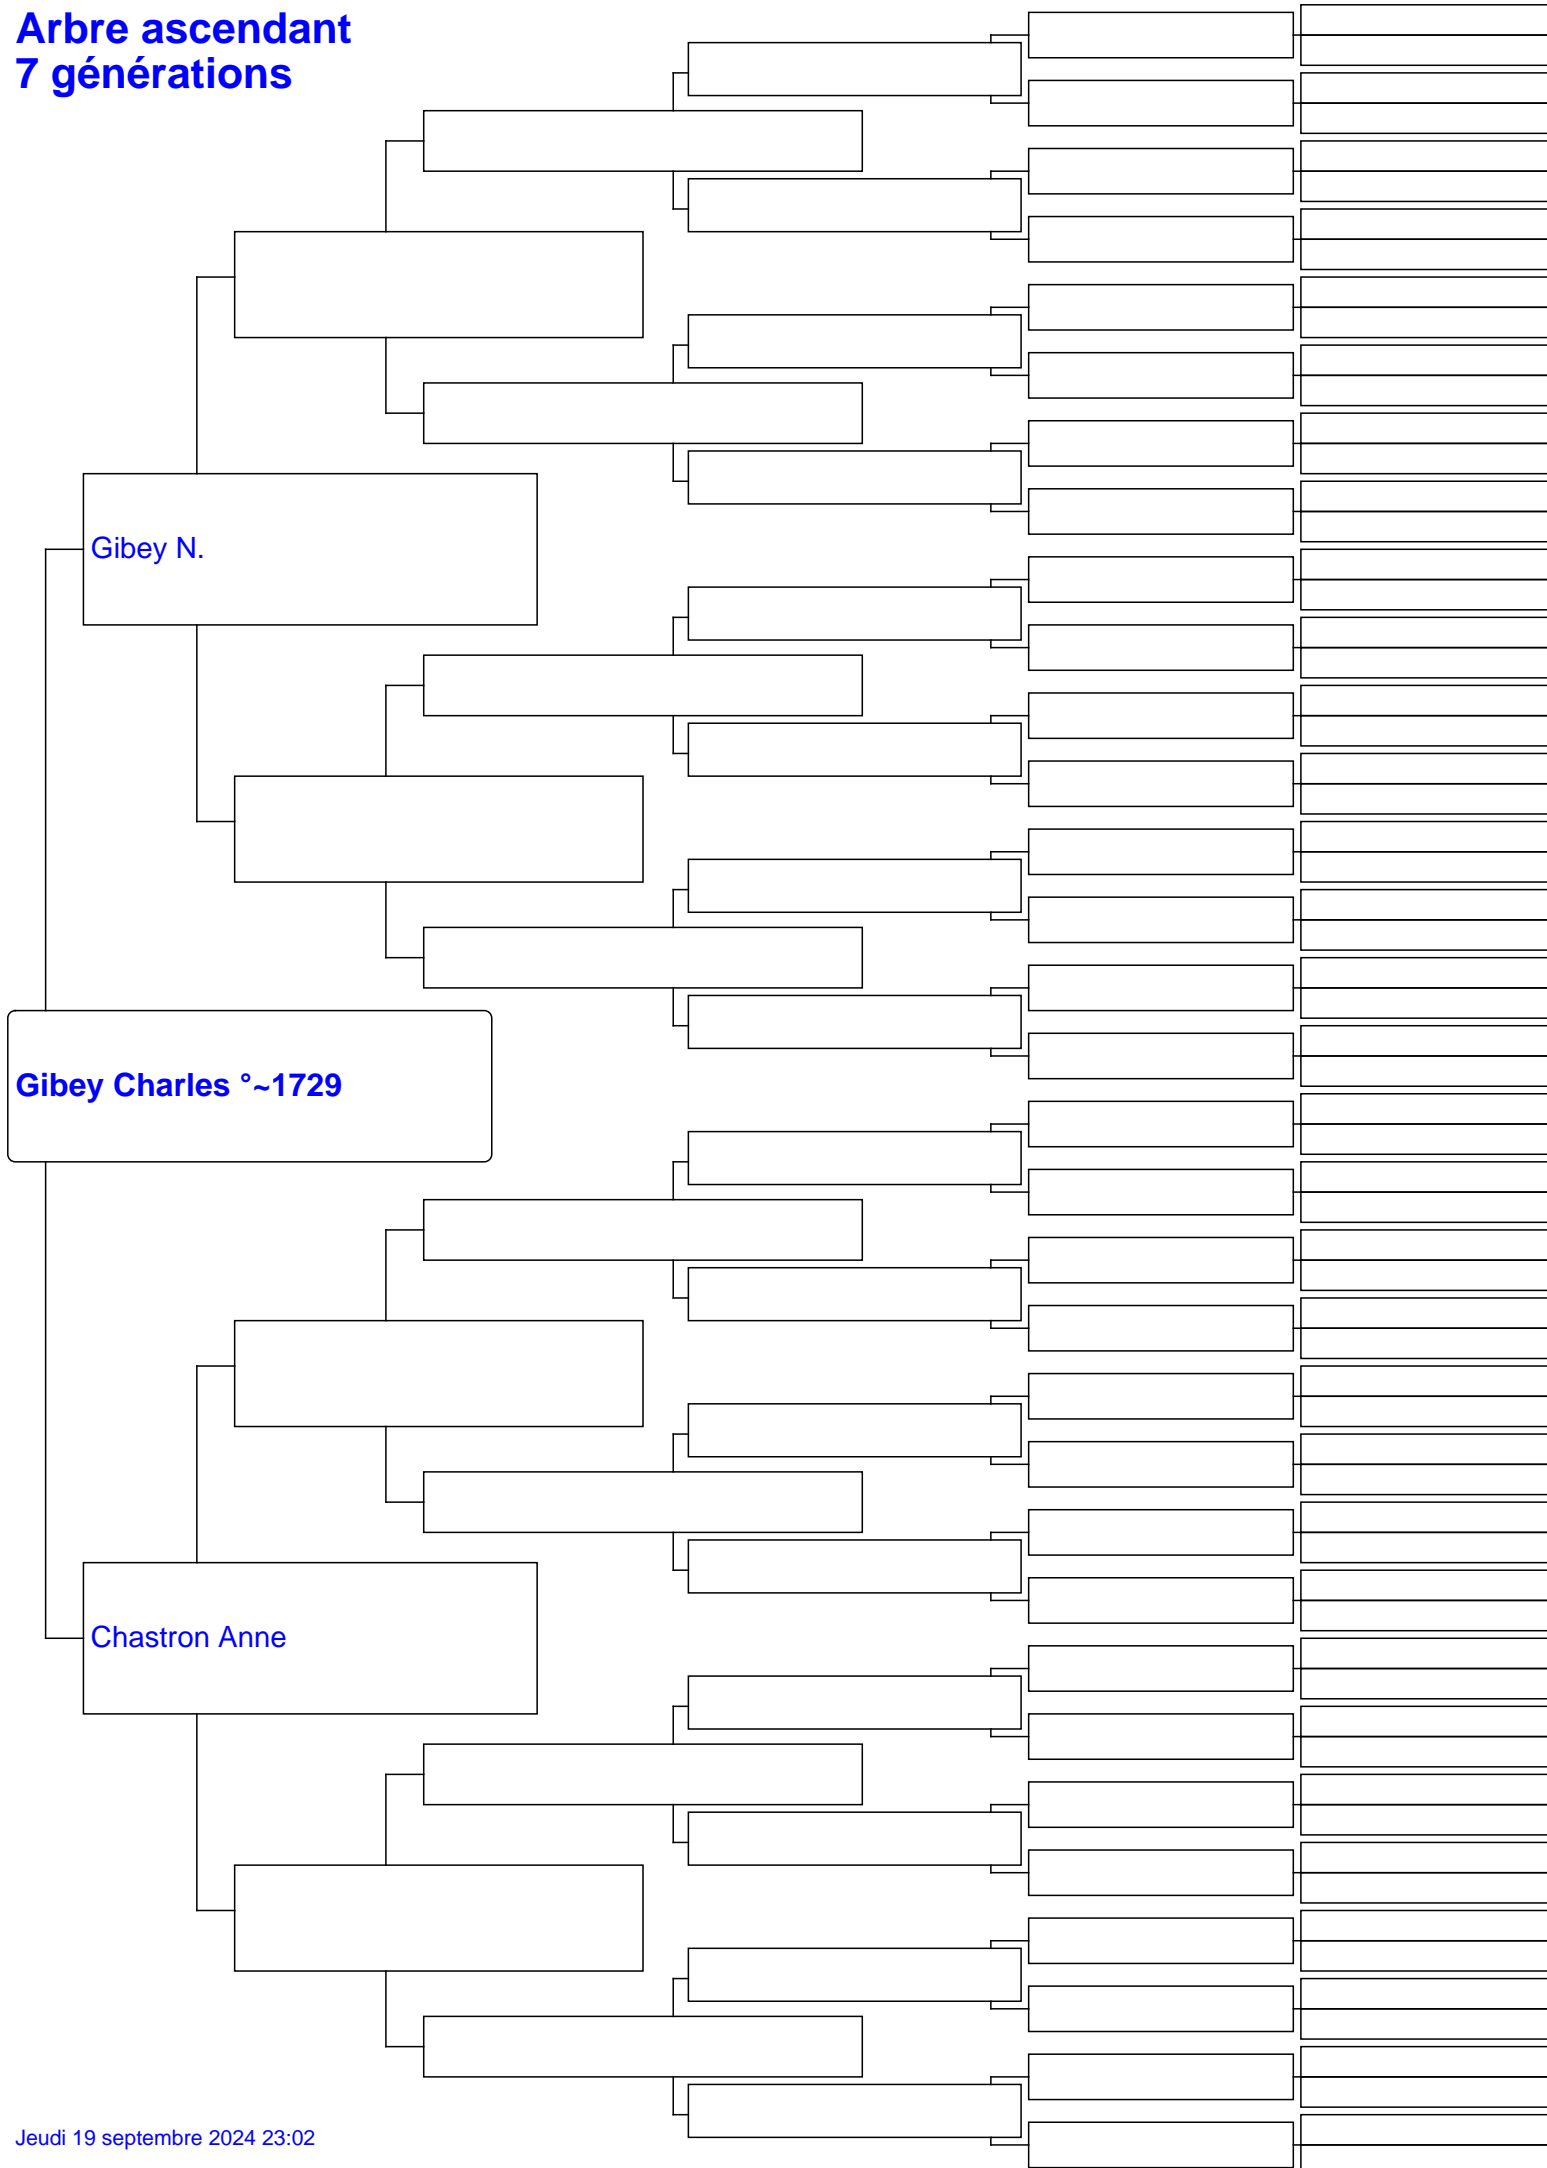 Arbre ascendant
7 générations
Gibey N.
Gibey Charles °~1729
Chastron Anne
Jeudi 19 septembre 2024 23:02